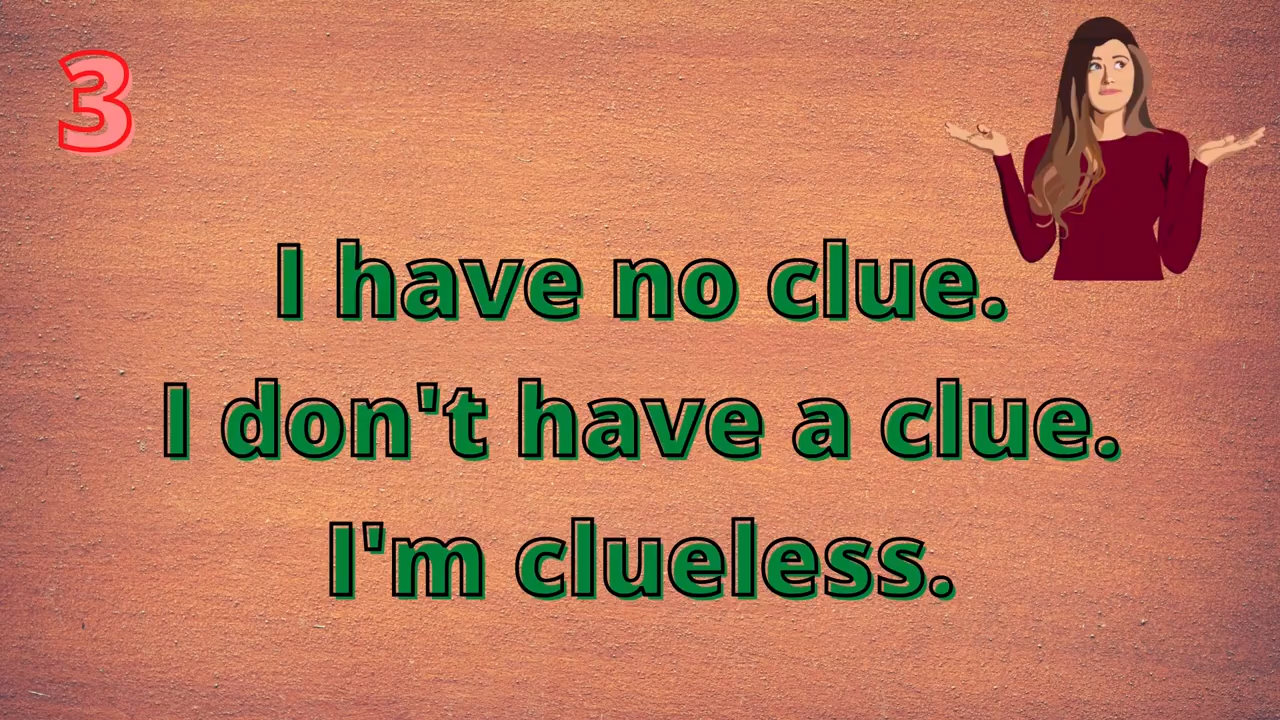 3
I have no clue.
I don't have a clue.
I'm clueless.